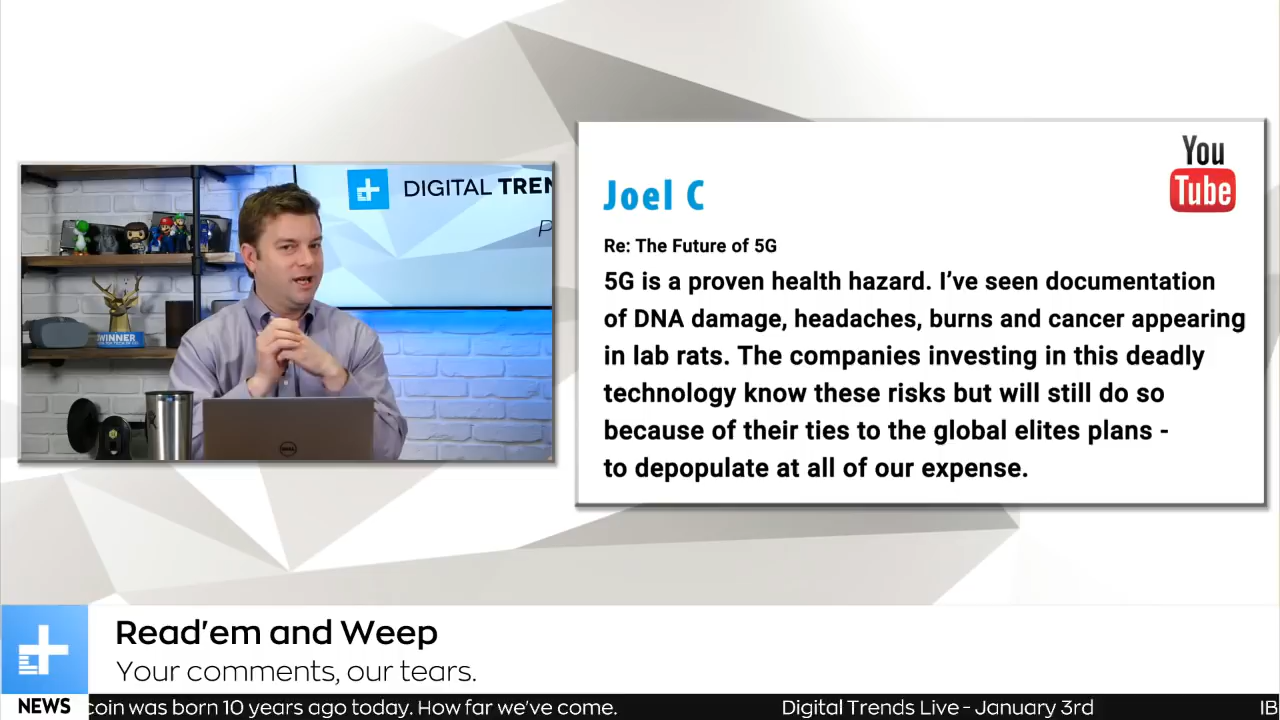 DIGITAL TREN
P
WINNER
DELL
You
Tube
Joel C
Re: The Future of 5G
5G is a proven health hazard. I've seen documentation
of DNA damage, headaches, burns and cancer appearing
in lab rats. The companies investing in this deadly
technology know these risks but will still do so
because of their ties to the global elites plans -
to depopulate at all of our expense.
Read'em and Weep
Your comments, our tears.
NEWS coin was born 10 years ago today. How far we've come. Digital Trends Live - January 3rd IB